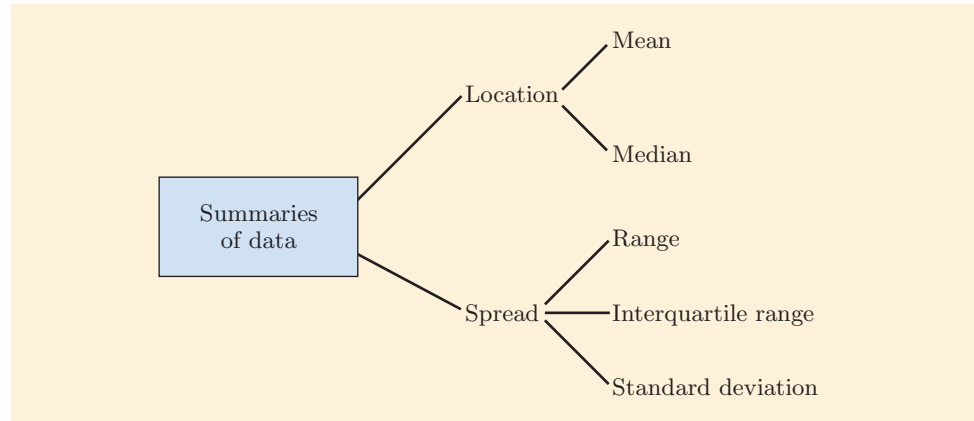 Mean
Location
Median
Summaries
of data
Range
Spread
Interquartile range
Standard deviation